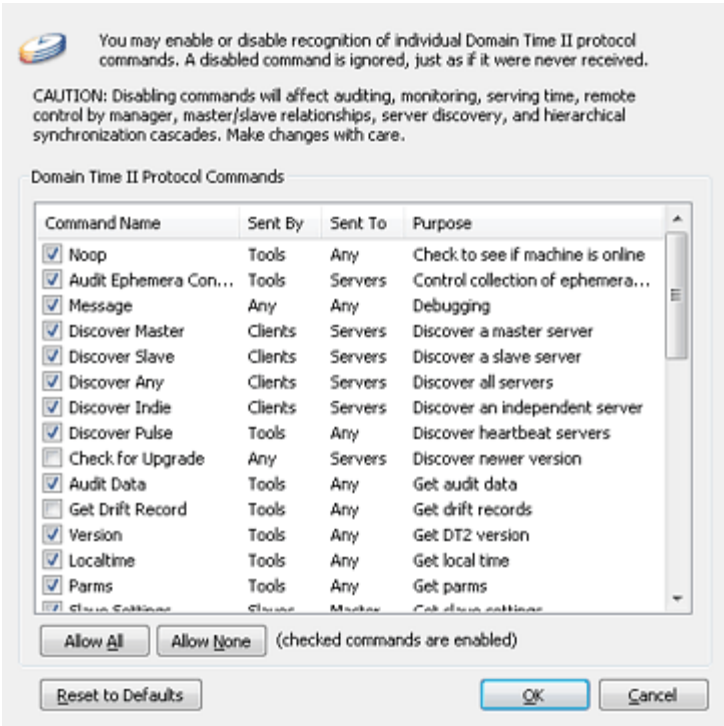 You may enable or disable recognition of individual Domain Time II protocol
commands. A disabled command is ignored, just as if it were never received.
CAUTION: Disabling commands will affect auditing, monitoring, serving time, remote
control by manager, master/slave relationships, server discovery, and hierarchical
synchronization cascades. Make changes with care.
Domain Time II Protocol Commands
Command Name Sent By Sent To Purpose
Noop Tools Any Check to see if machine is online
Audit Ephemera Con... Tools Servers Control collection of ephemera...
Message Any Any Debugging
Discover Master Clients Servers Discover a master server
Discover Slave Clients Servers Discover a slave server
Discover Any Clients Servers Discover all servers
Discover Indie Clients Servers Discover an independent server
Discover Pulse Tools Any Discover heartbeat servers
Check for Upgrade Any Servers Discover newer version
Audit Data Tools Any Get audit data
Get Drift Record Tools Any Get drift records
Version Tools Any Get DT2 version
Localtime Tools Any Get local time
Parms Tools Any Get parms
Slave Settings Slaves Master Get slave settings
Allow All Allow None (checked commands are enabled)
Reset to Defaults OK Cancel